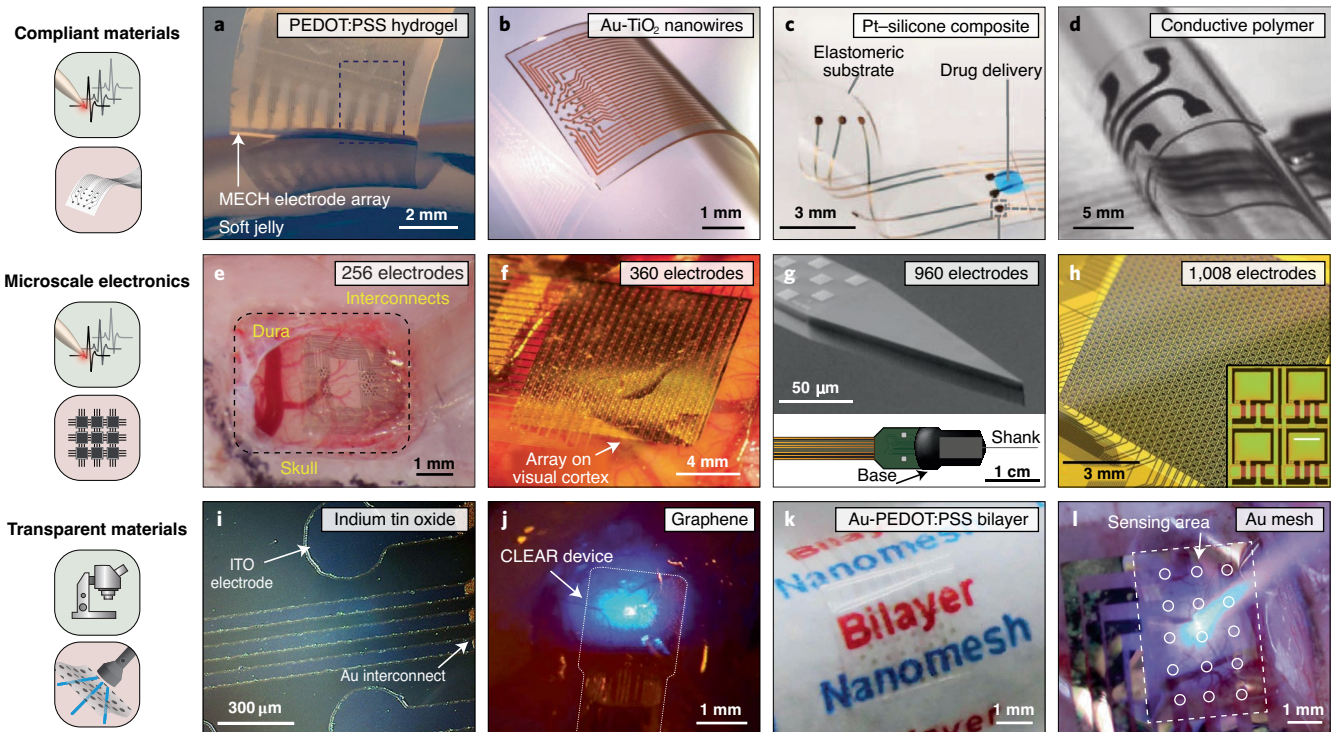 Compliant materials
a
PEDOT:PSS hydrogel
MECH electrode array
Soft jelly
2 mm
b
Au-TiO₂ nanowires
1 mm
c
Pt–silicone composite
Elastomeric
substrate
Drug delivery
3 mm
d
Conductive polymer
5 mm
Microscale electronics
e
256 electrodes
Interconnects
Dura
Skull
1 mm
f
360 electrodes
Array on
visual cortex
4 mm
g
960 electrodes
50 µm
Shank
Base
1 cm
h
1,008 electrodes
3 mm
Transparent materials
i
Indium tin oxide
ITO
electrode
Au interconnect
300 µm
j
Graphene
CLEAR device
1 mm
k
Au-PEDOT:PSS bilayer
Bilayer
Nanomesh
Bilayer
Nanomesh
1 mm
l
Au mesh
Sensing area
1 mm